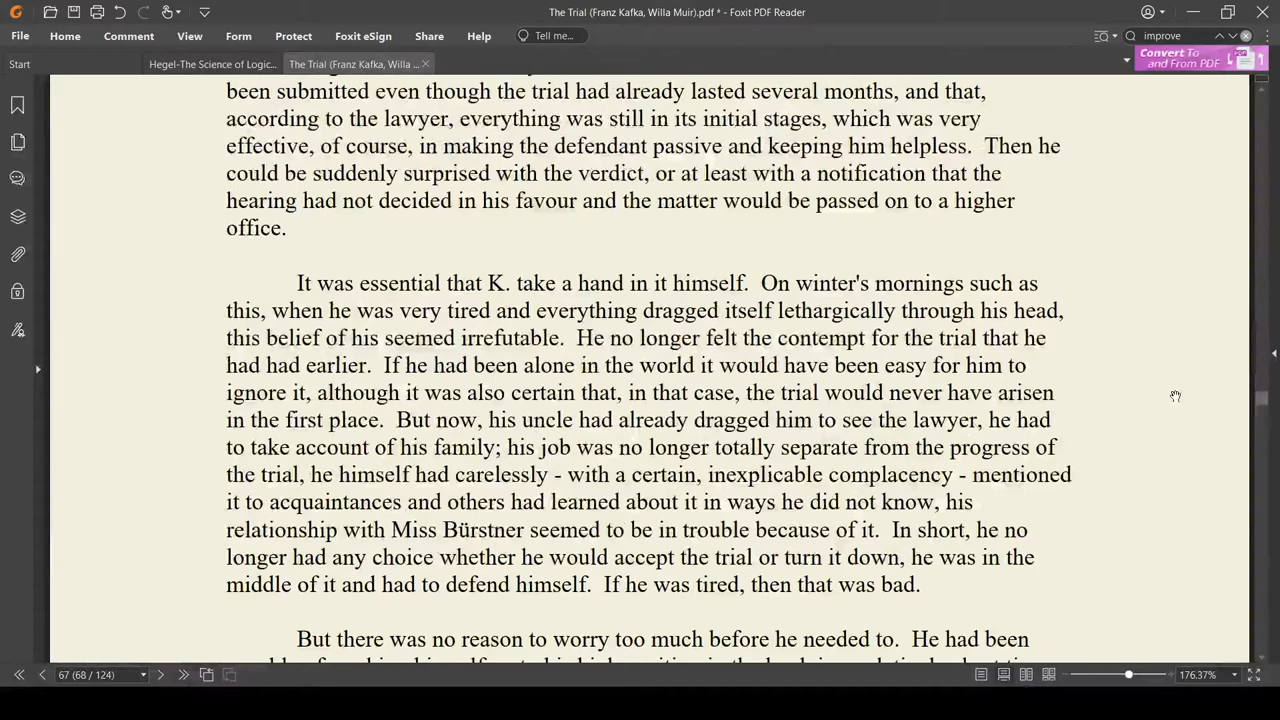 The Trial (Franz Kafka, Willa Muir).pdf * - Foxit PDF Reader
File Home Comment View Form Protect Foxit eSign Share Help Tell me... improve
Start Hegel-The Science of Logic... The Trial (Franz Kafka, Willa ... Convert To and From PDF
been submitted even though the trial had already lasted several months, and that,
according to the lawyer, everything was still in its initial stages, which was very
effective, of course, in making the defendant passive and keeping him helpless.  Then he
could be suddenly surprised with the verdict, or at least with a notification that the
hearing had not decided in his favour and the matter would be passed on to a higher
office.
It was essential that K. take a hand in it himself.  On winter's mornings such as
this, when he was very tired and everything dragged itself lethargically through his head,
this belief of his seemed irrefutable.  He no longer felt the contempt for the trial that he
had had earlier.  If he had been alone in the world it would have been easy for him to
ignore it, although it was also certain that, in that case, the trial would never have arisen
in the first place.  But now, his uncle had already dragged him to see the lawyer, he had
to take account of his family; his job was no longer totally separate from the progress of
the trial, he himself had carelessly - with a certain, inexplicable complacency - mentioned
it to acquaintances and others had learned about it in ways he did not know, his
relationship with Miss Bürstner seemed to be in trouble because of it.  In short, he no
longer had any choice whether he would accept the trial or turn it down, he was in the
middle of it and had to defend himself.  If he was tired, then that was bad.
But there was no reason to worry too much before he needed to.  He had been
67 (68 / 124) 176.37%